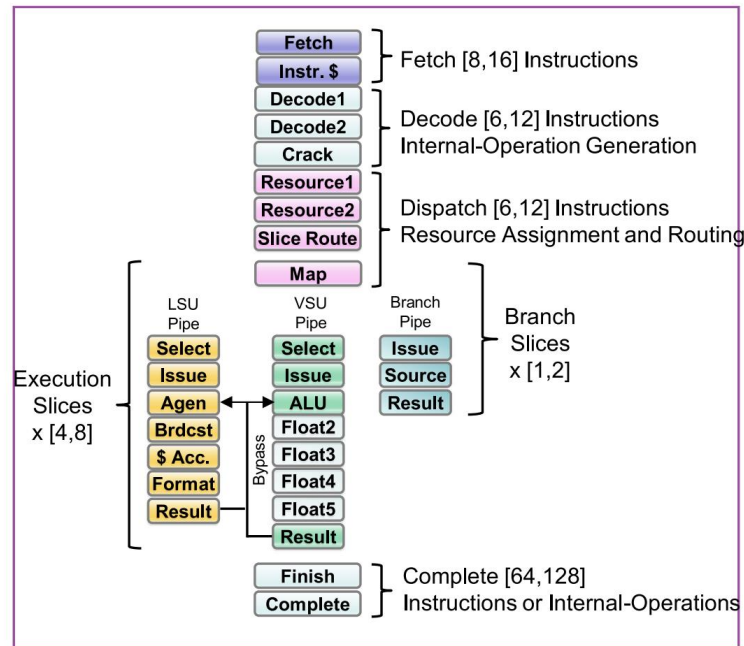 Fetch
Instr. $
Fetch [8,16] Instructions
Decode1
Decode2
Crack
Decode [6,12] Instructions
Internal-Operation Generation
Resource1
Resource2
Slice Route
Map
Dispatch [6,12] Instructions
Resource Assignment and Routing
Execution
Slices
x [4,8]
LSU
Pipe
Select
Issue
Agen
Brdcst
$ Acc.
Format
Result
Bypass
VSU
Pipe
Select
Issue
ALU
Float2
Float3
Float4
Float5
Result
Branch
Pipe
Issue
Source
Result
Branch
Slices
x [1,2]
Finish
Complete
Complete [64,128]
Instructions or Internal-Operations